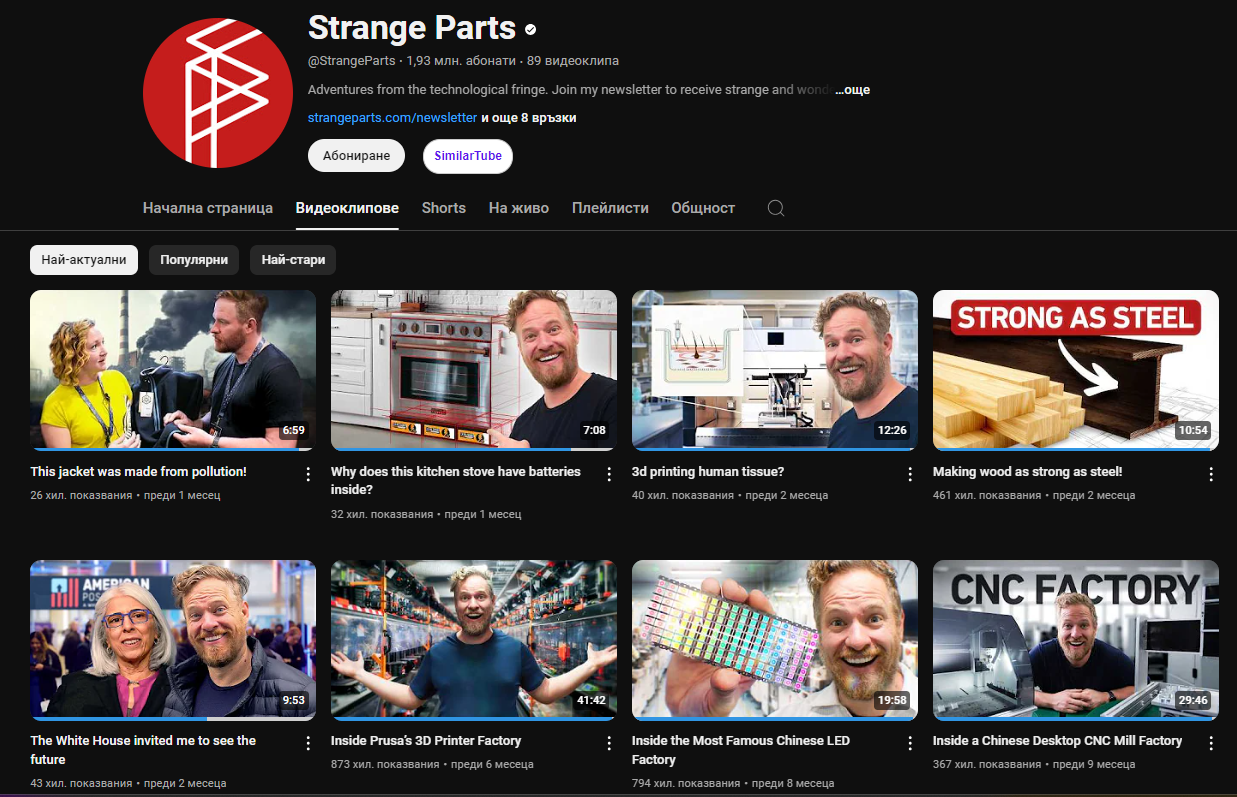 Strange Parts
@StrangeParts · 1,93 млн. абонати · 89 видеоклипа
Adventures from the technological fringe. Join my newsletter to receive strange and wond …още
strangeparts.com/newsletter и още 8 връзки
Абониране SimilarTube
Начална страница Видеоклипове Shorts На живо Плейлисти Общност
Най-актуални Популярни Най-стари
6:59
7:08
12:26
STRONG AS STEEL
10:54
This jacket was made from pollution!
26 хил. показвания • преди 1 месец
Why does this kitchen stove have batteries
inside?
32 хил. показвания • преди 1 месец
3d printing human tissue?
40 хил. показвания • преди 2 месеца
Making wood as strong as steel!
461 хил. показвания • преди 2 месеца
AMERICAN
9:53
41:42
19:58
CNC FACTORY
29:46
The White House invited me to see the
future
43 хил. показвания • преди 2 месеца
Inside Prusa’s 3D Printer Factory
873 хил. показвания • преди 6 месеца
Inside the Most Famous Chinese LED
Factory
794 хил. показвания • преди 8 месеца
Inside a Chinese Desktop CNC Mill Factory
367 хил. показвания • преди 9 месеца